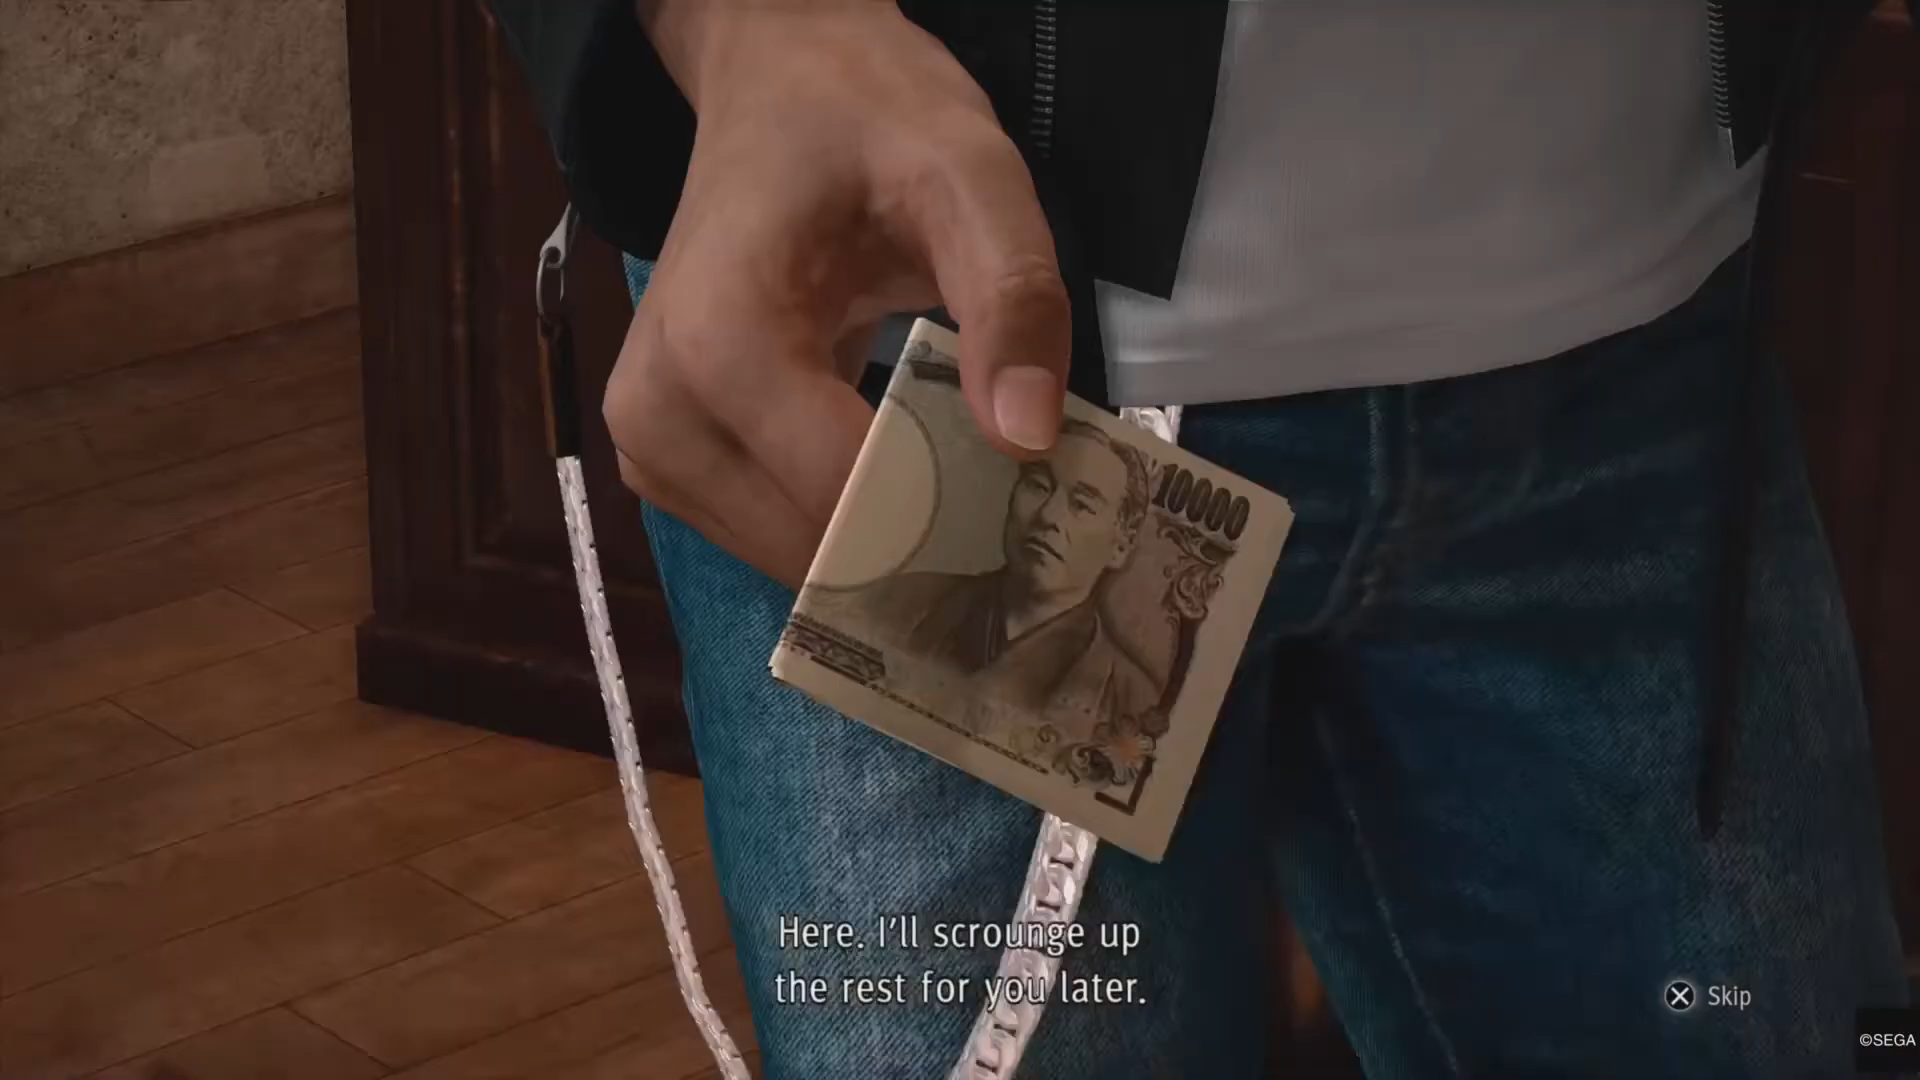 10000
Here. I'll scrounge up
the rest for you later.
Skip
©SEGA